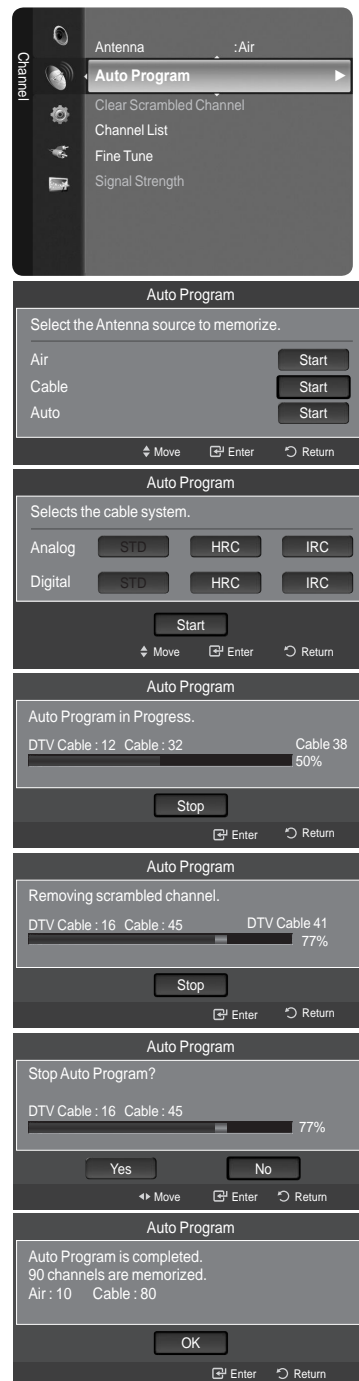 Channel
Antenna :Air
Auto Program
Clear Scrambled Channel
Channel List
Fine Tune
Signal Strength
Auto Program
Select the Antenna source to memorize.
Air Start
Cable Start
Auto Start
Move Enter Return
Auto Program
Selects the cable system.
Analog STD HRC IRC
Digital STD HRC IRC
Start
Move Enter Return
Auto Program
Auto Program in Progress.
DTV Cable : 12 Cable : 32 Cable 38
50%
Stop
Enter Return
Auto Program
Removing scrambled channel.
DTV Cable : 16 Cable : 45 DTV Cable 41
77%
Stop
Enter Return
Auto Program
Stop Auto Program?
DTV Cable : 16 Cable : 45
77%
Yes No
Move Enter Return
Auto Program
Auto Program is completed.
90 channels are memorized.
Air : 10 Cable : 80
OK
Enter Return